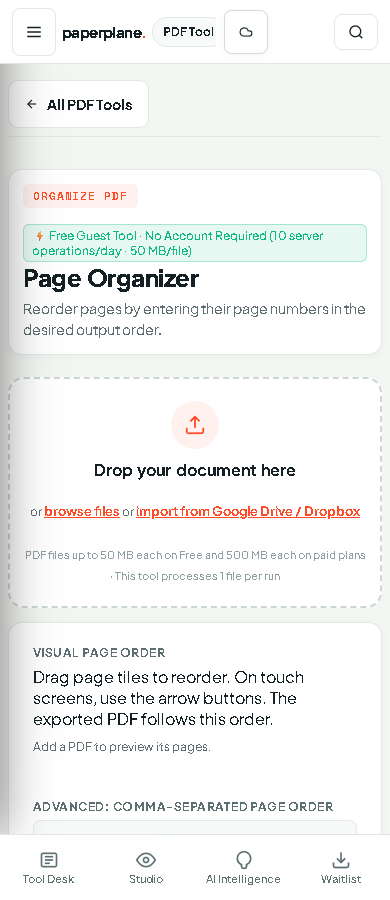 paperplane.
PDF Tool
All PDF Tools
ORGANIZE PDF
Free Guest Tool · No Account Required (10 server
operations/day · 50 MB/file)
Page Organizer
Reorder pages by entering their page numbers in the
desired output order.
Drop your document here
or browse files or import from Google Drive / Dropbox
PDF files up to 50 MB each on Free and 500 MB each on paid plans
· This tool processes 1 file per run
VISUAL PAGE ORDER
Drag page tiles to reorder. On touch
screens, use the arrow buttons. The
exported PDF follows this order.
Add a PDF to preview its pages.
ADVANCED: COMMA-SEPARATED PAGE ORDER
Tool Desk
Studio
AI Intelligence
Waitlist